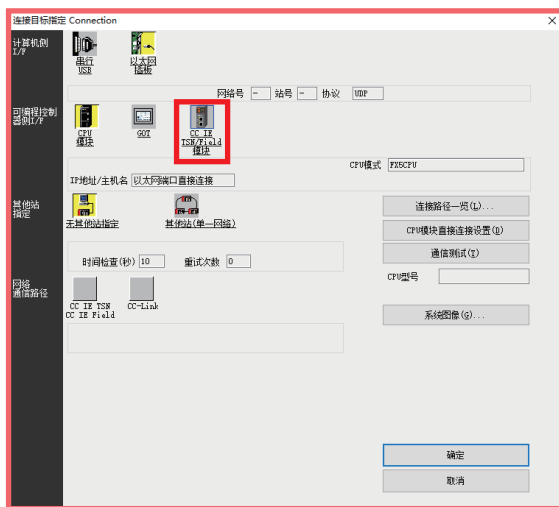 连接目标指定 Connection
计算机侧
I/F
串行
USB
以太网
插板
网络号 - 站号 - 协议 UDP
可编程控制
器侧I/F
CPU
模块
GOT
CC IE
TSN/Field
模块
CPU模式 FX5CPU
IP地址/主机名 以太网端口直接连接
其他站
指定
无其他站指定
其他站(单一网络)
连接路径一览(L)...
CPU模块直接连接设置(D)
通信测试(T)
时间检查(秒) 10 重试次数 0
CPU型号
网络
通信路径
CC IE TSN
CC IE Field
CC-Link
系统图像(G)...
确定
取消